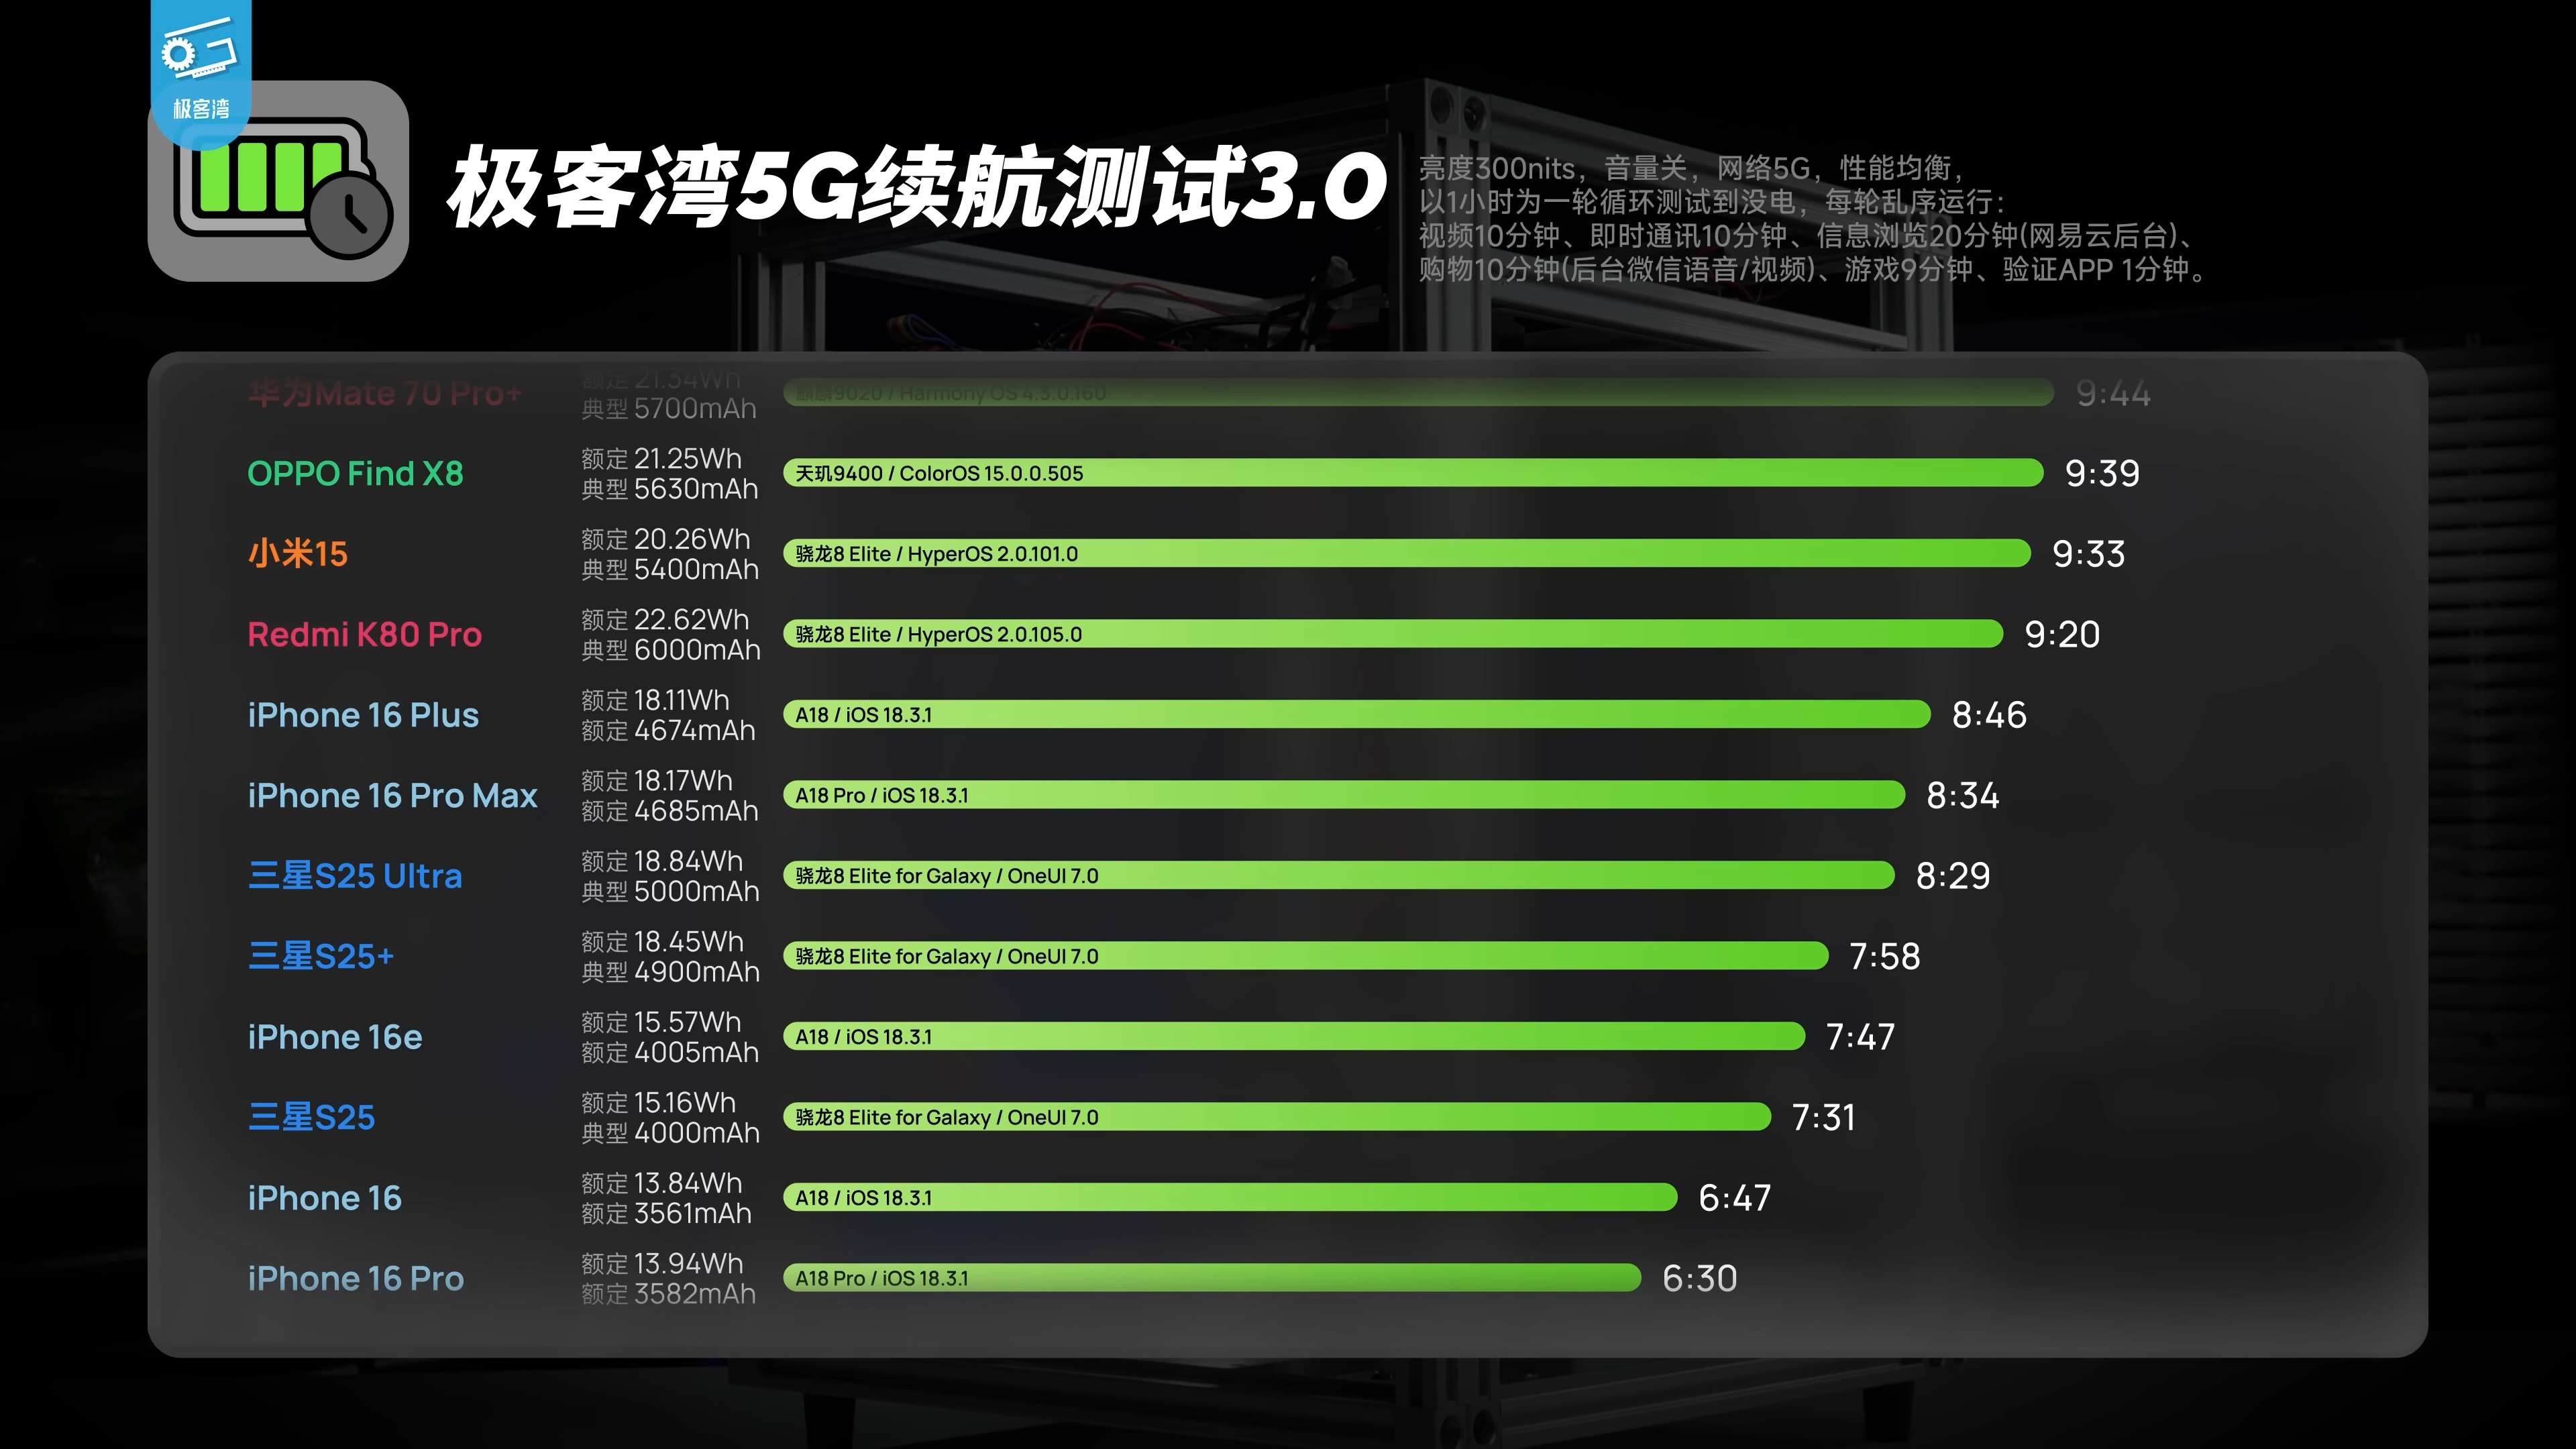 极客湾
极客湾5G续航测试3.0
亮度300nits，音量关，网络5G，性能均衡，
以1小时为一轮循环测试到没电，每轮乱序运行：
视频10分钟、即时通讯10分钟、信息浏览20分钟(网易云后台)、
购物10分钟(后台微信语音/视频)、游戏9分钟、验证APP 1分钟。
华为Mate 70 Pro+
额定 21.34Wh
典型 5700mAh
麒麟9020 / Harmony OS 4.3.0.160
9:44
OPPO Find X8
额定 21.25Wh
典型 5630mAh
天玑9400 / ColorOS 15.0.0.505
9:39
小米15
额定 20.26Wh
典型 5400mAh
骁龙8 Elite / HyperOS 2.0.101.0
9:33
Redmi K80 Pro
额定 22.62Wh
典型 6000mAh
骁龙8 Elite / HyperOS 2.0.105.0
9:20
iPhone 16 Plus
额定 18.11Wh
额定 4674mAh
A18 / iOS 18.3.1
8:46
iPhone 16 Pro Max
额定 18.17Wh
额定 4685mAh
A18 Pro / iOS 18.3.1
8:34
三星S25 Ultra
额定 18.84Wh
典型 5000mAh
骁龙8 Elite for Galaxy / OneUI 7.0
8:29
三星S25+
额定 18.45Wh
典型 4900mAh
骁龙8 Elite for Galaxy / OneUI 7.0
7:58
iPhone 16e
额定 15.57Wh
额定 4005mAh
A18 / iOS 18.3.1
7:47
三星S25
额定 15.16Wh
典型 4000mAh
骁龙8 Elite for Galaxy / OneUI 7.0
7:31
iPhone 16
额定 13.84Wh
额定 3561mAh
A18 / iOS 18.3.1
6:47
iPhone 16 Pro
额定 13.94Wh
额定 3582mAh
A18 Pro / iOS 18.3.1
6:30